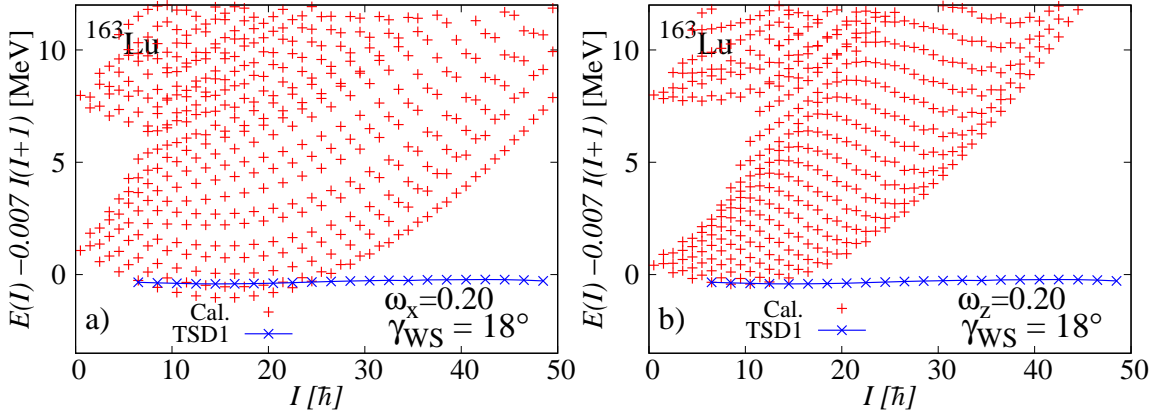 E(I) −0.007 I(I+1) [MeV]
10
5
0
¹⁶³Lu
a)
Cal.
TSD1
ωx=0.20
γWS = 18°
0 10 20 30 40 50
I [ħ]
E(I) −0.007 I(I+1) [MeV]
10
5
0
¹⁶³Lu
b)
Cal.
TSD1
ωz=0.20
γWS = 18°
0 10 20 30 40 50
I [ħ]